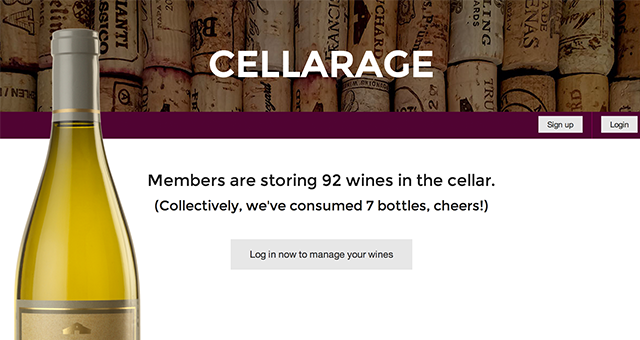 CHIANTI
CELLARAGE
Sign up
Login
Members are storing 92 wines in the cellar.
(Collectively, we've consumed 7 bottles, cheers!)
Log in now to manage your wines